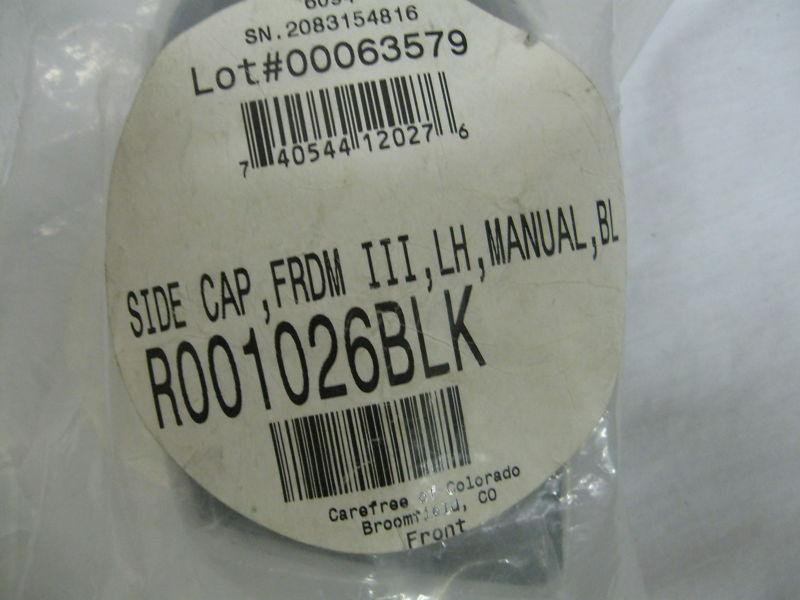 SN.2083154816
Lot#00063579
7 40544 12027 6
SIDE CAP,FRDM III,LH,MANUAL,BL
R001026BLK
Carefree of Colorado
Broomfield, CO
Front